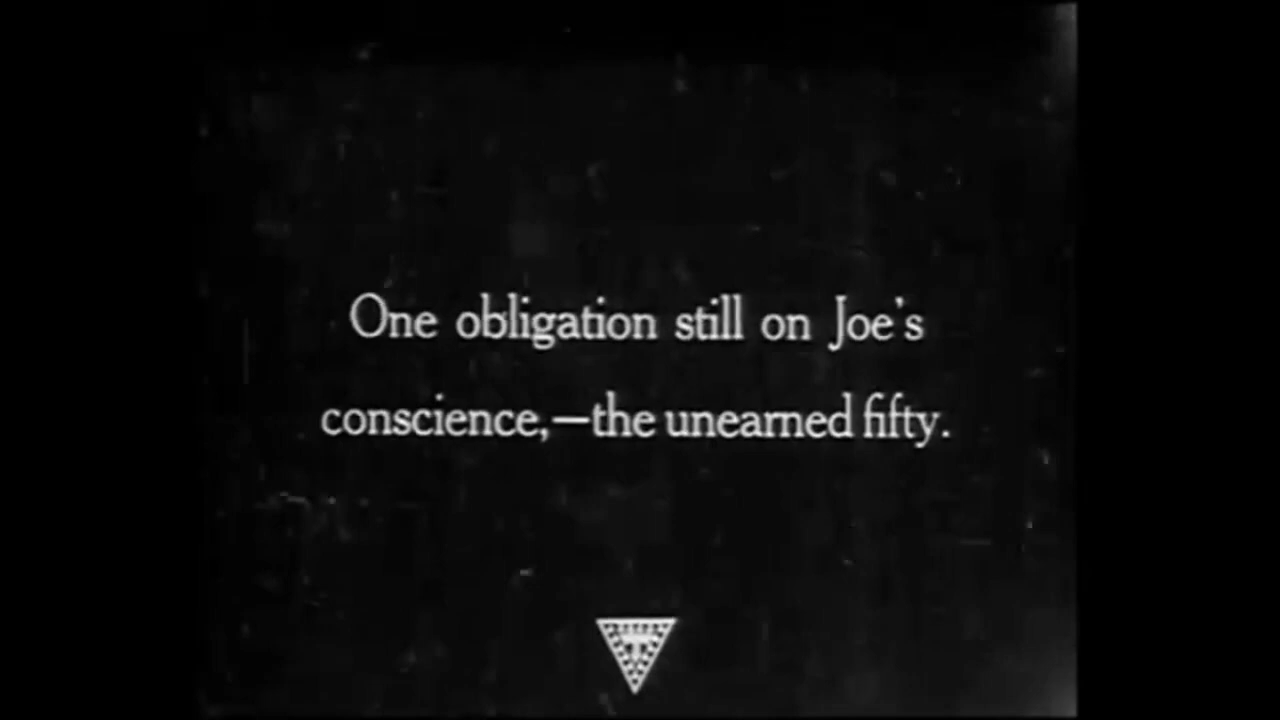 One obligation still on Joe's
conscience,—the unearned fifty.
T